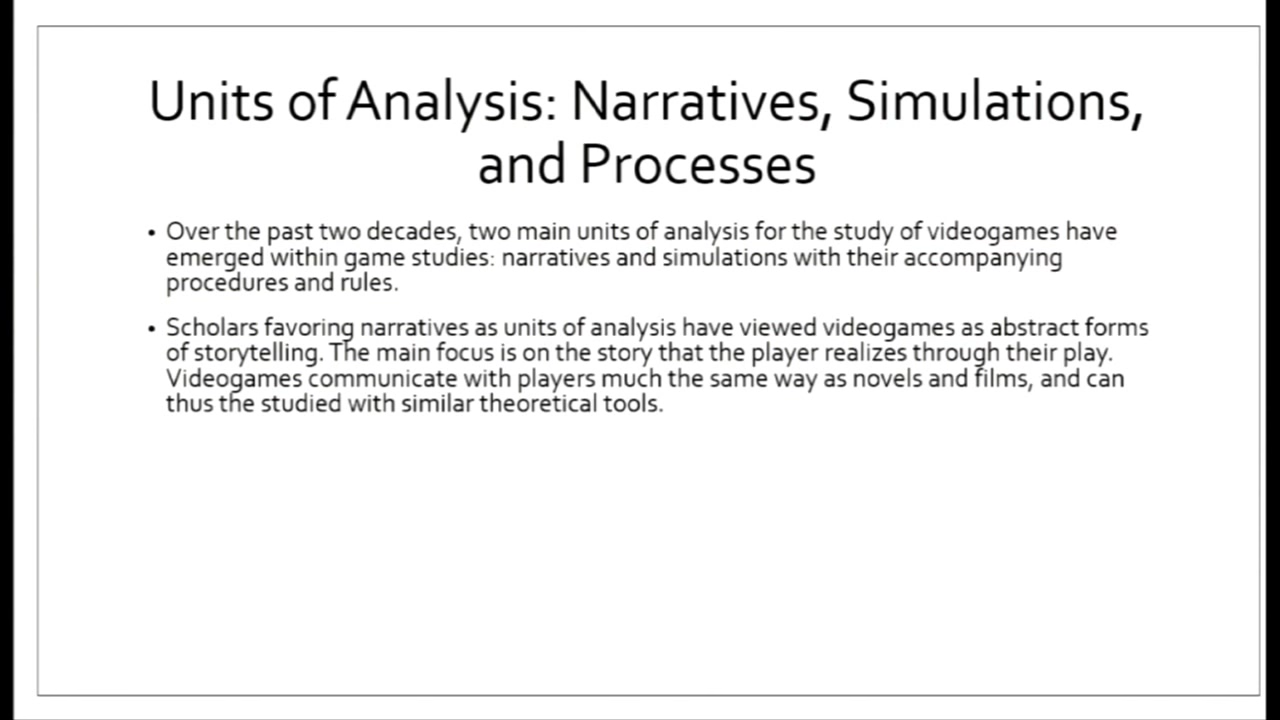 Units of Analysis: Narratives, Simulations,
and Processes
• Over the past two decades, two main units of analysis for the study of videogames have
emerged within game studies: narratives and simulations with their accompanying
procedures and rules.
• Scholars favoring narratives as units of analysis have viewed videogames as abstract forms
of storytelling. The main focus is on the story that the player realizes through their play.
Videogames communicate with players much the same way as novels and films, and can
thus the studied with similar theoretical tools.